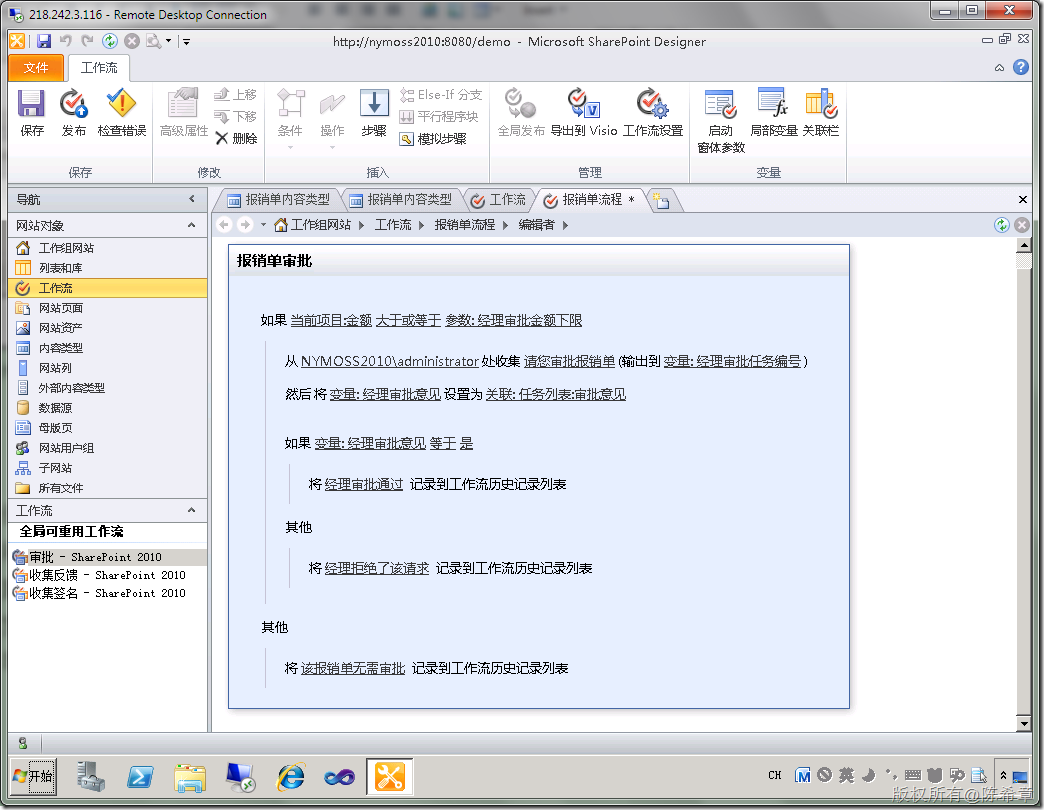 218.242.3.116 - Remote Desktop Connection
http://nymoss2010:8080/demo - Microsoft SharePoint Designer
文件 工作流
保存 发布 检查错误 高级属性 上移 下移 删除 条件 操作 步骤 Else-If 分支 平行程序块 模拟步骤 全局发布 导出到 Visio 工作流设置 启动窗体参数 局部变量 关联栏
保存 修改 插入 管理 变量
导航 报销单内容类型 报销单内容类型 工作流 报销单流程 *
网站对象 工作组网站 工作流 报销单流程 编辑者
工作组网站
列表和库
工作流
网站页面
网站资产
内容类型
网站列
外部内容类型
数据源
母版页
网站用户组
子网站
所有文件
工作流
全局可重用工作流
审批 - SharePoint 2010
收集反馈 - SharePoint 2010
收集签名 - SharePoint 2010
报销单审批
如果 当前项目:金额 大于或等于 参数: 经理审批金额下限
从 NYMOSS2010\administrator 处收集 请您审批报销单 (输出到 变量: 经理审批任务编号 )
然后 将 变量: 经理审批意见 设置为 关联: 任务列表:审批意见
如果 变量: 经理审批意见 等于 是
将 经理审批通过 记录到工作流历史记录列表
其他
将 经理拒绝了该请求 记录到工作流历史记录列表
其他
将 该报销单无需审批 记录到工作流历史记录列表
开始 CH M 英
版权所有@陈希章